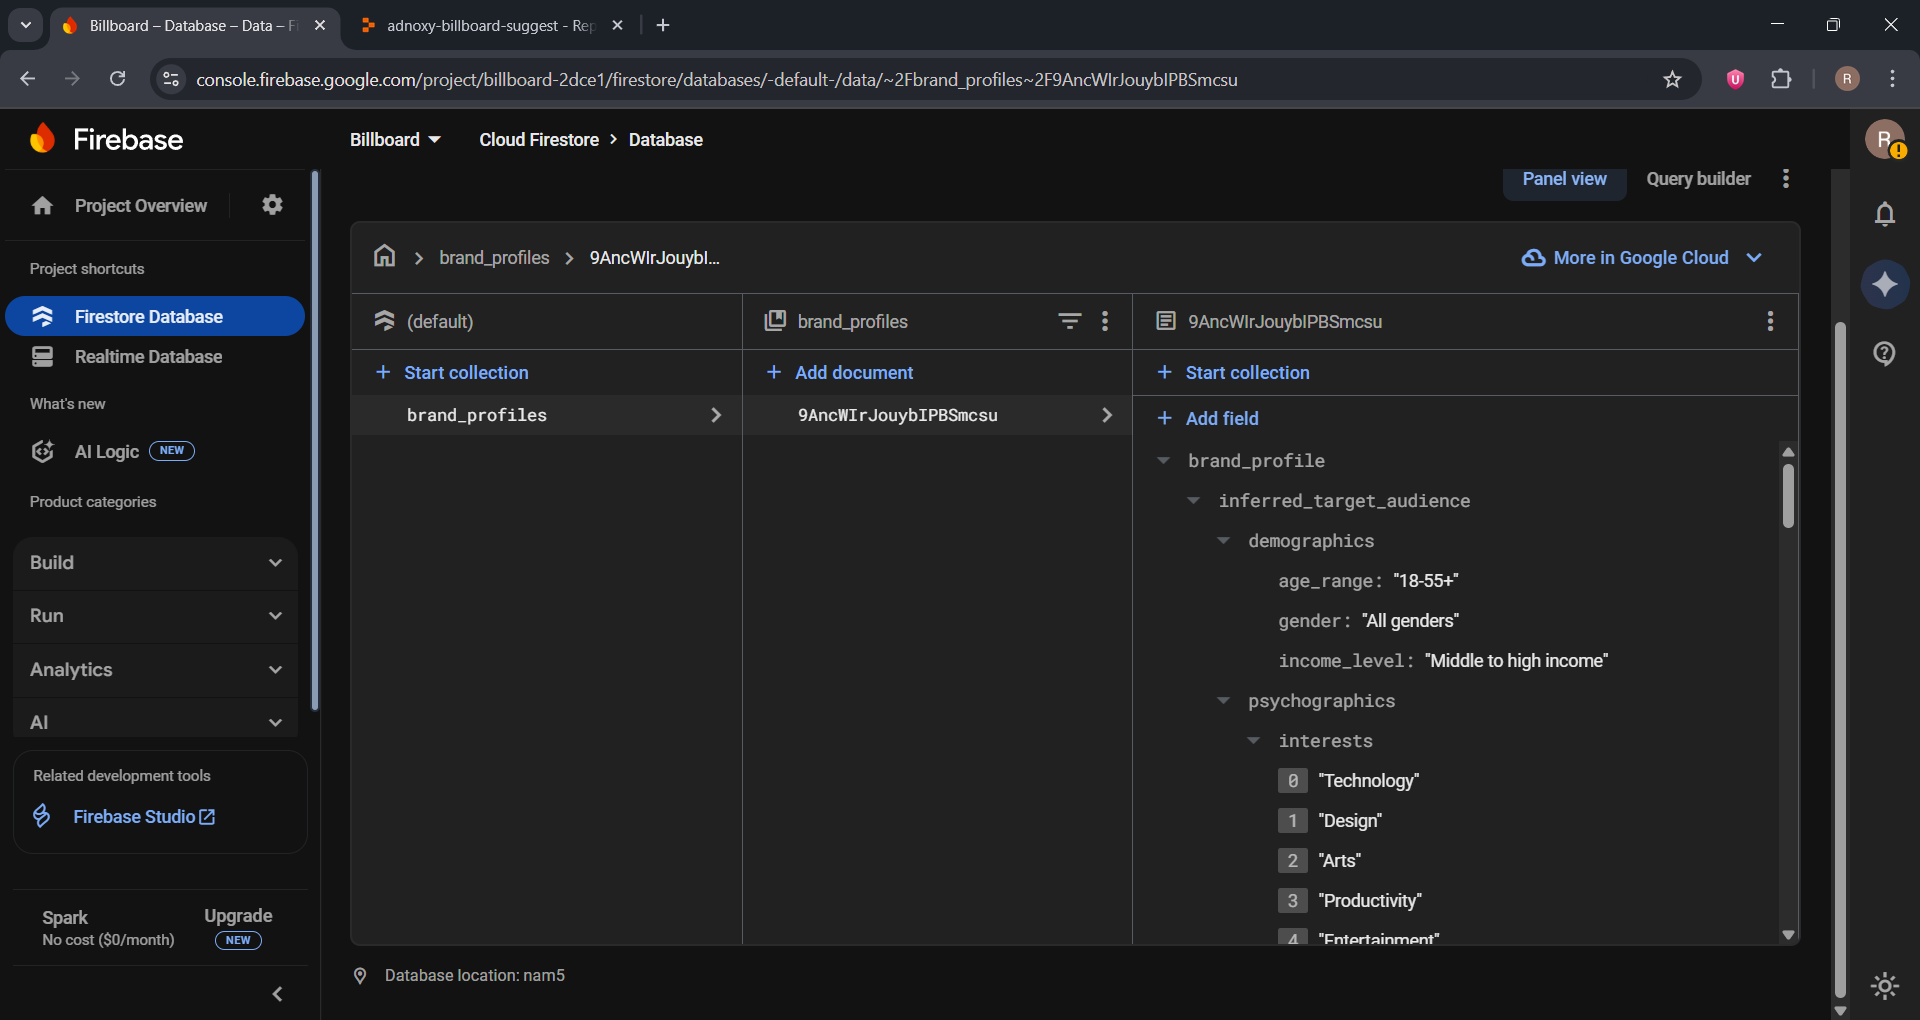 Billboard – Database – Data – Fi
adnoxy-billboard-suggest - Rep
console.firebase.google.com/project/billboard-2dce1/firestore/databases/-default-/data/~2Fbrand_profiles~2F9AncWIrJouybIPBSmcsu
R
Firebase
Billboard
Cloud Firestore > Database
R
Panel view
Query builder
Project Overview
brand_profiles
9AncWIrJouybI...
More in Google Cloud
Project shortcuts
Firestore Database
(default)
brand_profiles
9AncWIrJouybIPBSmcsu
Realtime Database
+ Start collection
+ Add document
+ Start collection
What's new
brand_profiles
9AncWIrJouybIPBSmcsu
+ Add field
AI Logic NEW
brand_profile
Product categories
inferred_target_audience
demographics
Build
age_range: "18-55+"
Run
gender: "All genders"
Analytics
income_level: "Middle to high income"
AI
psychographics
interests
Related development tools
0 "Technology"
Firebase Studio
1 "Design"
2 "Arts"
3 "Productivity"
Spark
Upgrade
No cost ($0/month)
NEW
4 "Entertainment"
Database location: nam5